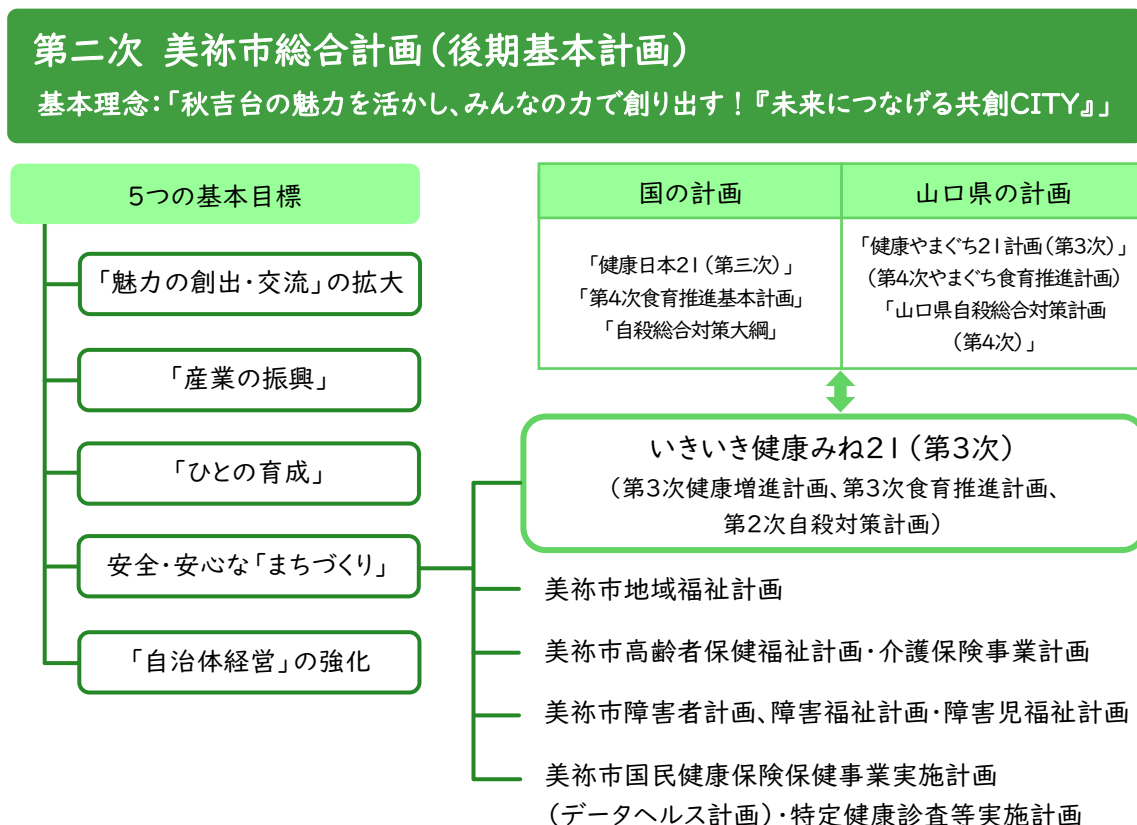 第二次 美祢市総合計画（後期基本計画）
基本理念：「秋吉台の魅力を活かし、みんなの力で創り出す！『未来につなげる共創CITY』」
5つの基本目標
「魅力の創出・交流」の拡大
「産業の振興」
「ひとの育成」
安全・安心な「まちづくり」
「自治体経営」の強化
国の計画
「健康日本21（第三次）」
「第4次食育推進基本計画」
「自殺総合対策大綱」
山口県の計画
「健康やまぐち21計画（第3次）」
（第4次やまぐち食育推進計画）
「山口県自殺総合対策計画
（第4次）」
いきいき健康みね21（第3次）
（第3次健康増進計画、第3次食育推進計画、
第2次自殺対策計画）
美祢市地域福祉計画
美祢市高齢者保健福祉計画・介護保険事業計画
美祢市障害者計画、障害福祉計画・障害児福祉計画
美祢市国民健康保険保健事業実施計画
（データヘルス計画）・特定健康診査等実施計画